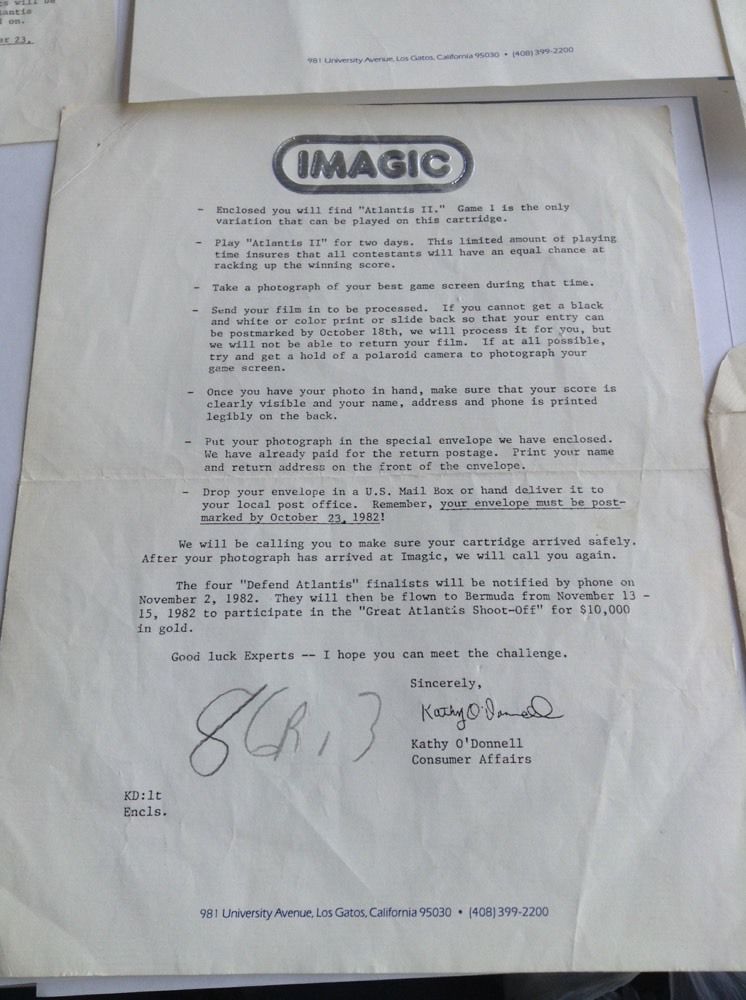 lantis
on.
23,
981 University Avenue, Los Gatos, California 95030 • (408) 399-2200
IMAGIC
- Enclosed you will find "Atlantis II." Game 1 is the only
variation that can be played on this cartridge.
- Play "Atlantis II" for two days. This limited amount of playing
time insures that all contestants will have an equal chance at
racking up the winning score.
- Take a photograph of your best game screen during that time.
- Send your film in to be processed. If you cannot get a black
and white or color print or slide back so that your entry can
be postmarked by October 18th, we will process it for you, but
we will not be able to return your film. If at all possible,
try and get a hold of a polaroid camera to photograph your
game screen.
- Once you have your photo in hand, make sure that your score is
clearly visible and your name, address and phone is printed
legibly on the back.
- Put your photograph in the special envelope we have enclosed.
We have already paid for the return postage. Print your name
and return address on the front of the envelope.
- Drop your envelope in a U.S. Mail Box or hand deliver it to
your local post office. Remember, your envelope must be post-
marked by October 23, 1982!
We will be calling you to make sure your cartridge arrived safely.
After your photograph has arrived at Imagic, we will call you again.
The four "Defend Atlantis" finalists will be notified by phone on
November 2, 1982. They will then be flown to Bermuda from November 13 -
15, 1982 to participate in the "Great Atlantis Shoot-Off" for $10,000
in gold.
Good luck Experts -- I hope you can meet the challenge.
Sincerely,
Kathy O'Donnell
Kathy O'Donnell
Consumer Affairs
KD:lt
Encls.
981 University Avenue, Los Gatos, California 95030 • (408) 399-2200